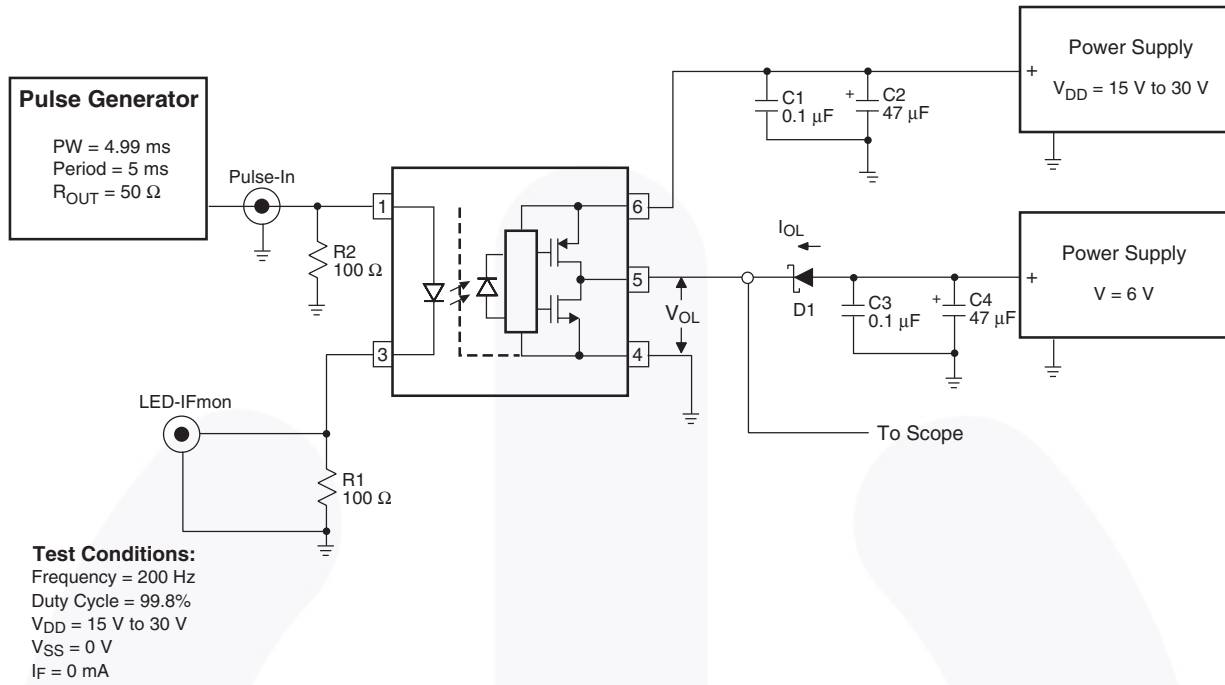 Pulse Generator
PW = 4.99 ms
Period = 5 ms
ROUT = 50 Ω
Pulse-In
R2
100 Ω
LED-IFmon
R1
100 Ω
1
3
6
5
4
VOL
C1
0.1 μF
+
C2
47 μF
+
Power Supply
VDD = 15 V to 30 V
IOL
D1
C3
0.1 μF
+
C4
47 μF
+
Power Supply
V = 6 V
To Scope
Test Conditions:
Frequency = 200 Hz
Duty Cycle = 99.8%
VDD = 15 V to 30 V
VSS = 0 V
IF = 0 mA